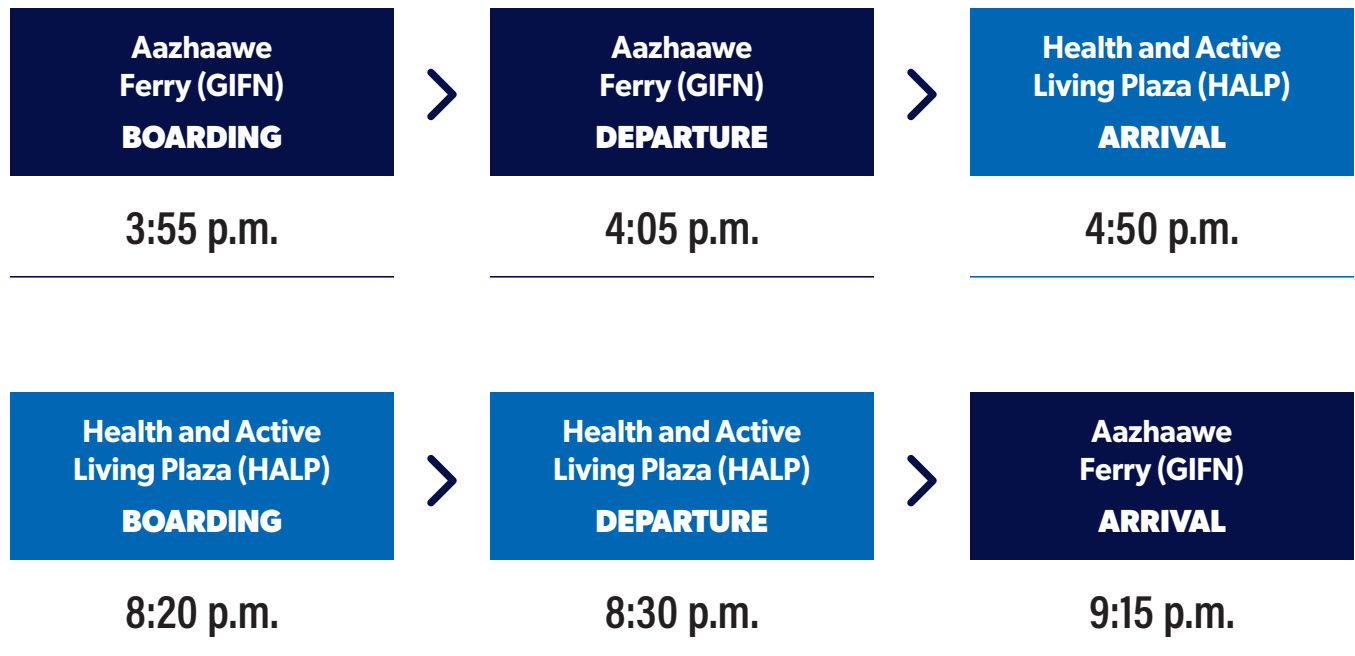 Aazhaawe
Ferry (GIFN)
BOARDING
Aazhaawe
Ferry (GIFN)
DEPARTURE
Health and Active
Living Plaza (HALP)
ARRIVAL
3:55 p.m.
4:05 p.m.
4:50 p.m.
Health and Active
Living Plaza (HALP)
BOARDING
Health and Active
Living Plaza (HALP)
DEPARTURE
Aazhaawe
Ferry (GIFN)
ARRIVAL
8:20 p.m.
8:30 p.m.
9:15 p.m.